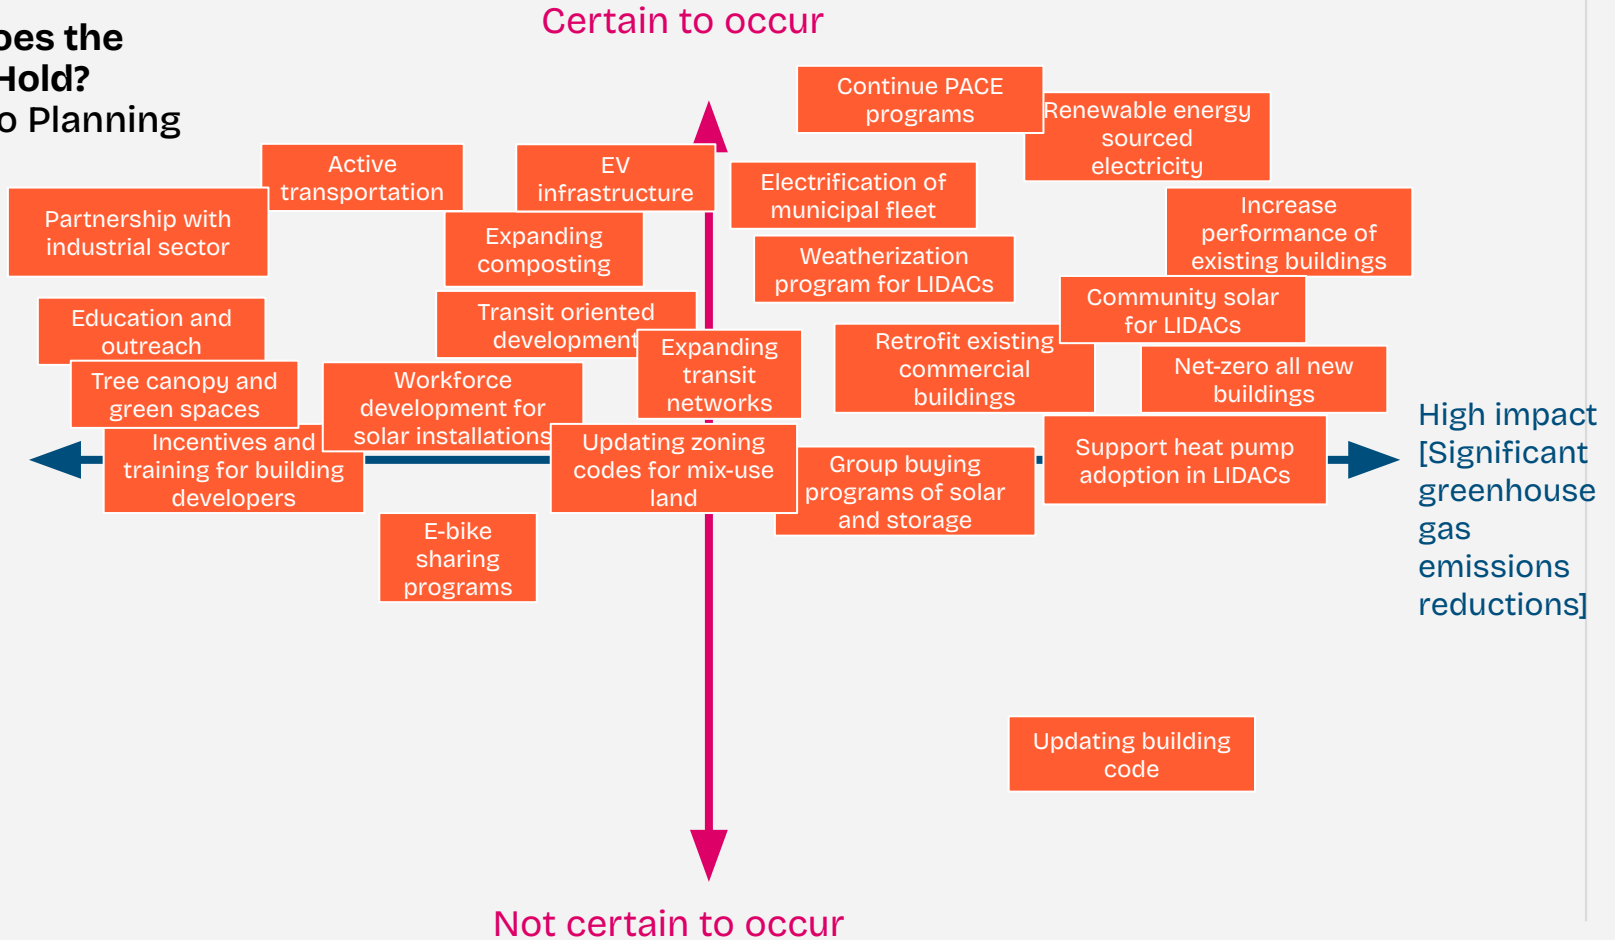 oes the
Hold?
o Planning
Certain to occur
Continue PACE
programs
Renewable energy
sourced
electricity
Active
transportation
EV
infrastructure
Electrification of
municipal fleet
Partnership with
industrial sector
Increase
performance of
existing buildings
Expanding
composting
Weatherization
program for LIDACs
Community solar
for LIDACs
Education and
outreach
Transit oriented
development
Expanding
transit
networks
Retrofit existing
commercial
buildings
Net-zero all new
buildings
Tree canopy and
green spaces
Workforce
development for
solar installations
Incentives and
training for building
developers
Updating zoning
codes for mix-use
land
Group buying
programs of solar
and storage
Support heat pump
adoption in LIDACs
High impact
[Significant
greenhouse
gas
emissions
reductions]
E-bike
sharing
programs
Updating building
code
Not certain to occur